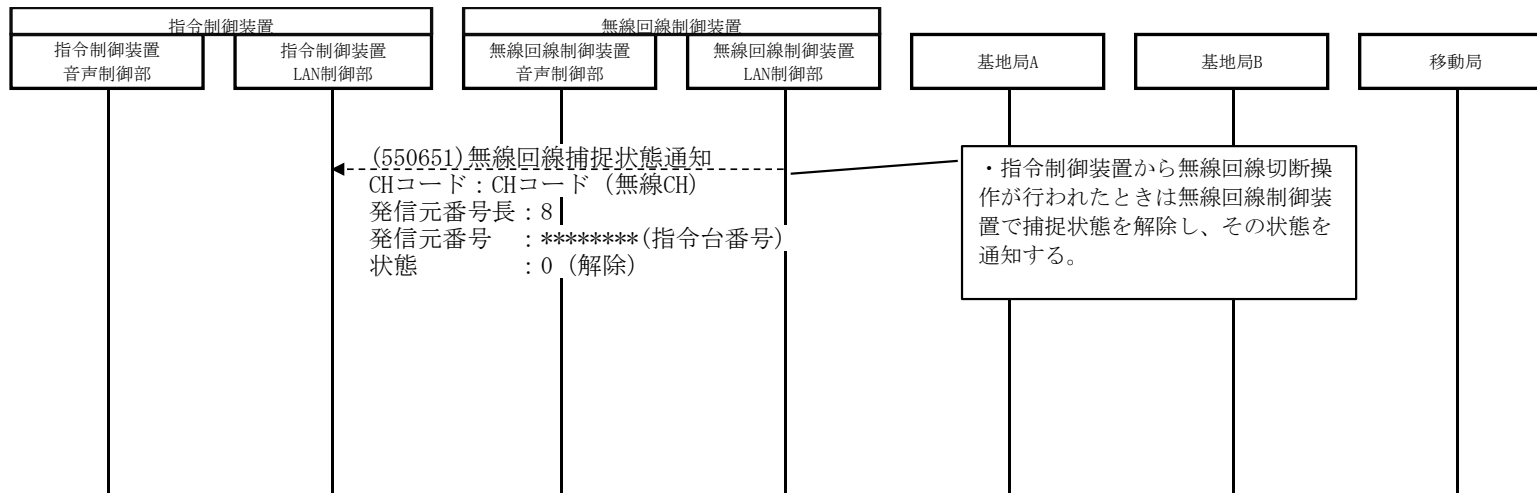 指令制御装置
無線回線制御装置
指令制御装置
音声制御部
指令制御装置
LAN制御部
無線回線制御装置
音声制御部
無線回線制御装置
LAN制御部
基地局A
基地局B
移動局
(550651)無線回線捕捉状態通知
CHコード：CHコード (無線CH)
発信元番号長：8
発信元番号　：********(指令台番号)
状態　　　　：0 (解除)
・指令制御装置から無線回線切断操
作が行われたときは無線回線制御装
置で捕捉状態を解除し、その状態を
通知する。